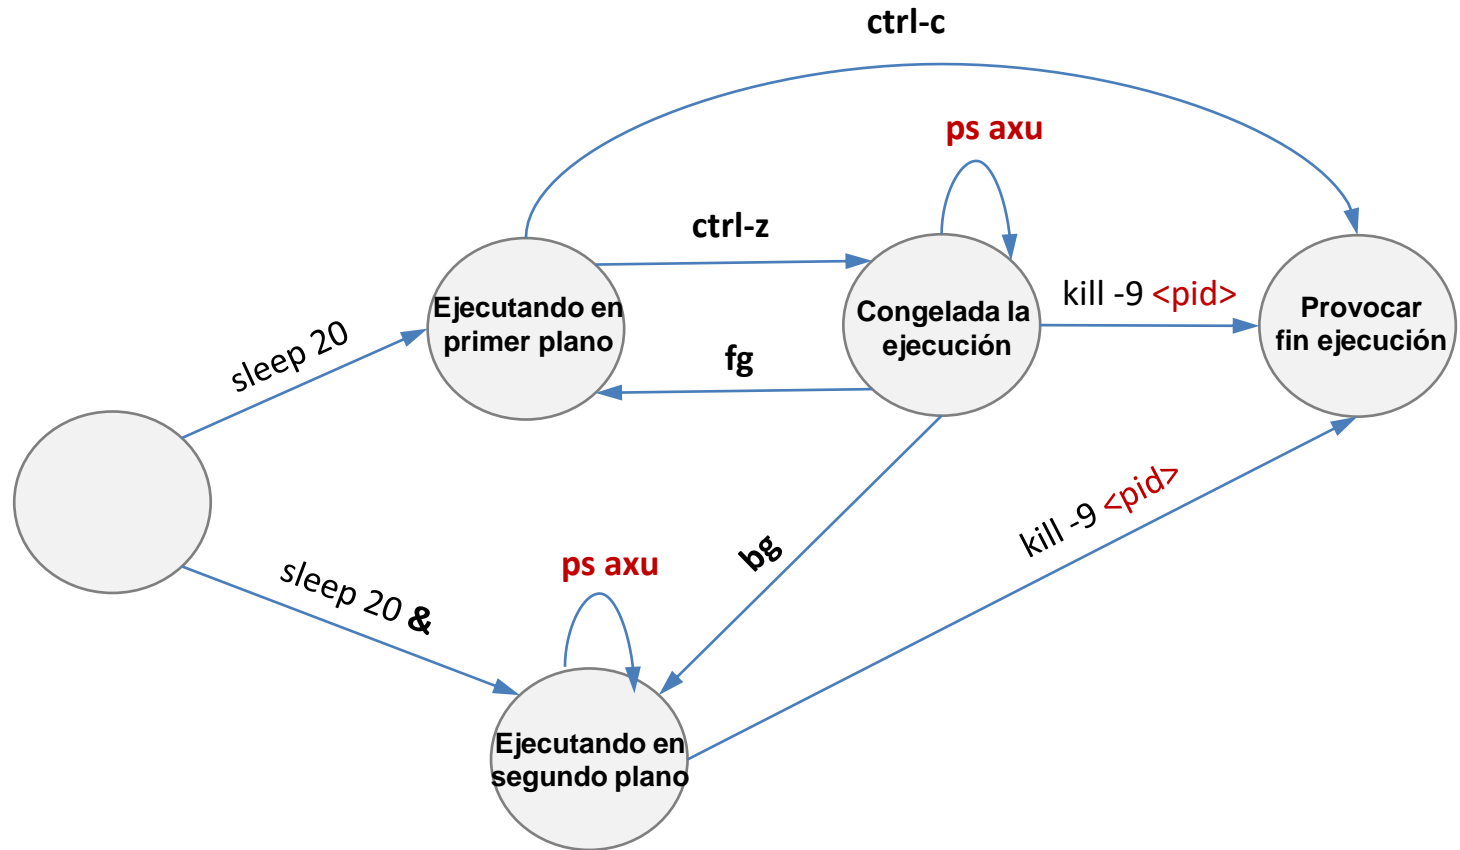 ctrl-c
ps axu
ctrl-z
Ejecutando en
primer plano
Congelada la
ejecución
kill -9 <pid>
Provocar
fin ejecución
sleep 20
fg
bg
kill -9 <pid>
sleep 20 &
ps axu
Ejecutando en
segundo plano